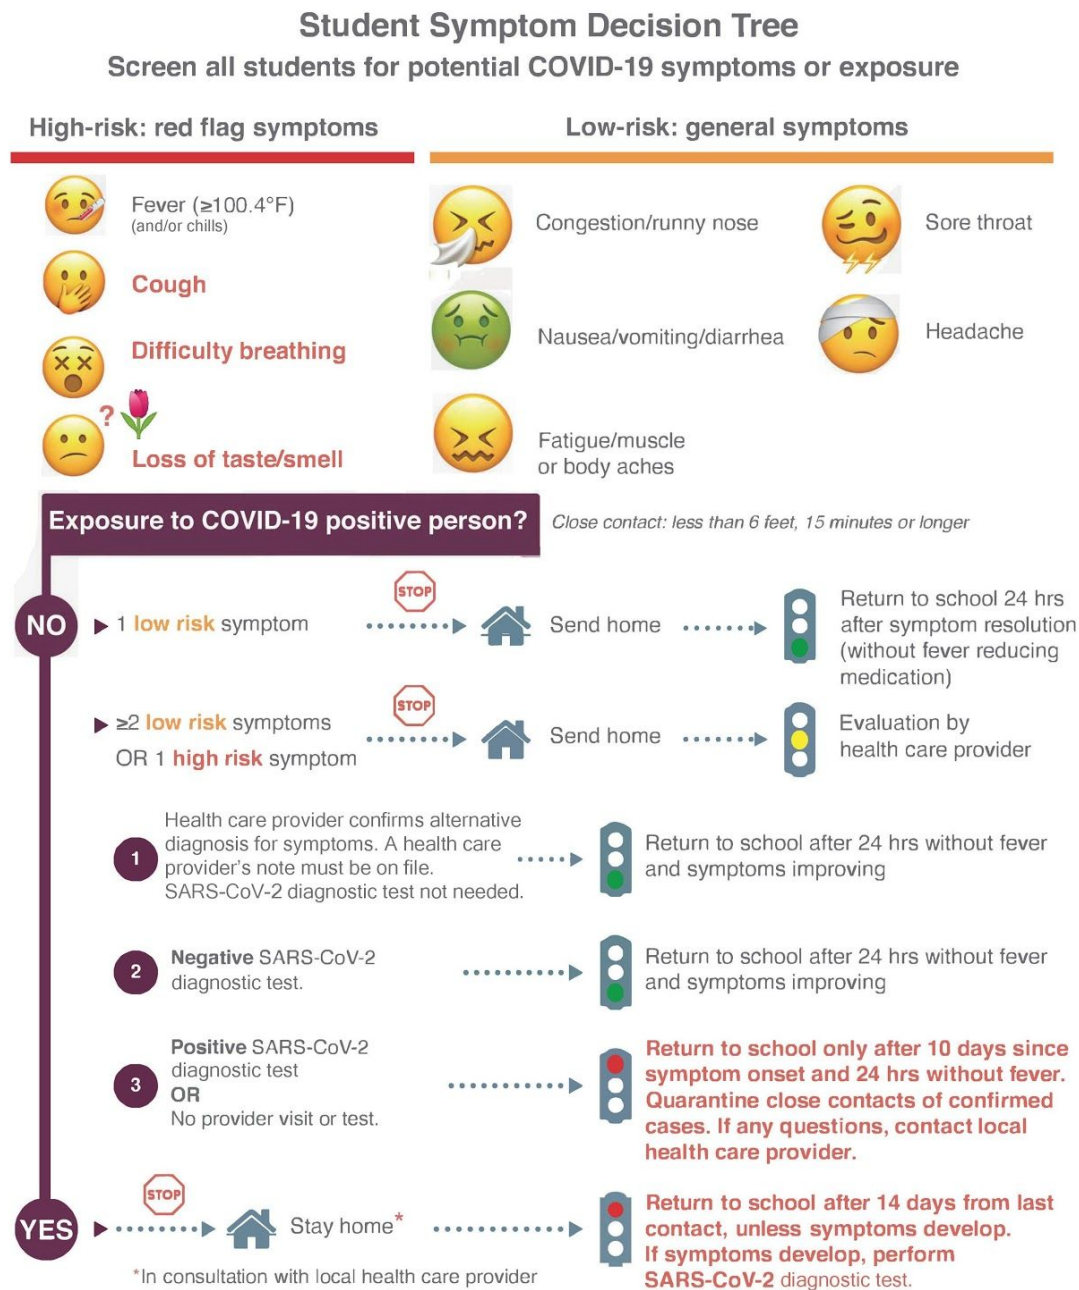 Student Symptom Decision Tree
Screen all students for potential COVID-19 symptoms or exposure
High-risk: red flag symptoms
Low-risk: general symptoms
Fever (≥100.4°F)
(and/or chills)
Cough
Difficulty breathing
?
Loss of taste/smell
Congestion/runny nose
Sore throat
Nausea/vomiting/diarrhea
Headache
Fatigue/muscle
or body aches
Exposure to COVID-19 positive person?
Close contact: less than 6 feet, 15 minutes or longer
NO
1 low risk symptom
STOP
Send home
Return to school 24 hrs
after symptom resolution
(without fever reducing
medication)
≥2 low risk symptoms
OR 1 high risk symptom
STOP
Send home
Evaluation by
health care provider
1
Health care provider confirms alternative
diagnosis for symptoms. A health care
provider's note must be on file.
SARS-CoV-2 diagnostic test not needed.
Return to school after 24 hrs without fever
and symptoms improving
2
Negative SARS-CoV-2
diagnostic test.
Return to school after 24 hrs without fever
and symptoms improving
3
Positive SARS-CoV-2
diagnostic test
OR
No provider visit or test.
Return to school only after 10 days since
symptom onset and 24 hrs without fever.
Quarantine close contacts of confirmed
cases. If any questions, contact local
health care provider.
YES
STOP
Stay home*
Return to school after 14 days from last
contact, unless symptoms develop.
If symptoms develop, perform
SARS-CoV-2 diagnostic test.
*In consultation with local health care provider